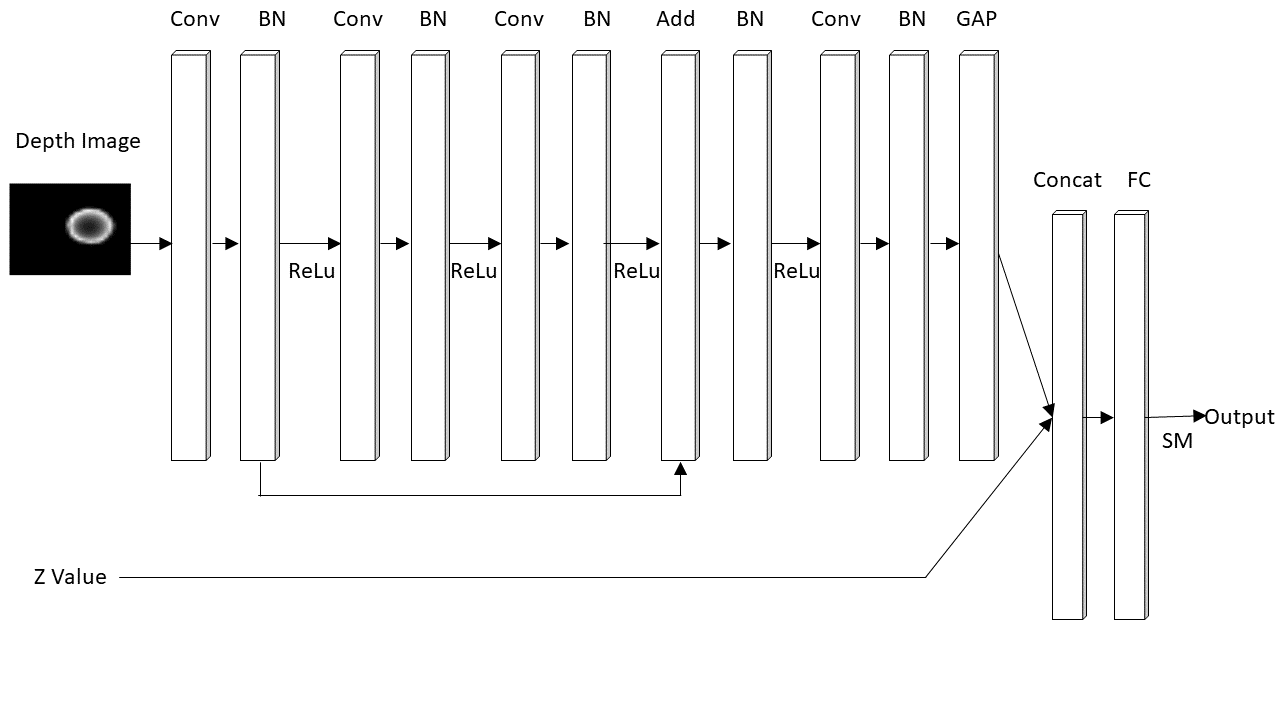 Conv BN Conv BN Conv BN Add BN Conv BN GAP
Depth Image
Concat FC
ReLu ReLu ReLu ReLu
Output
SM
Z Value